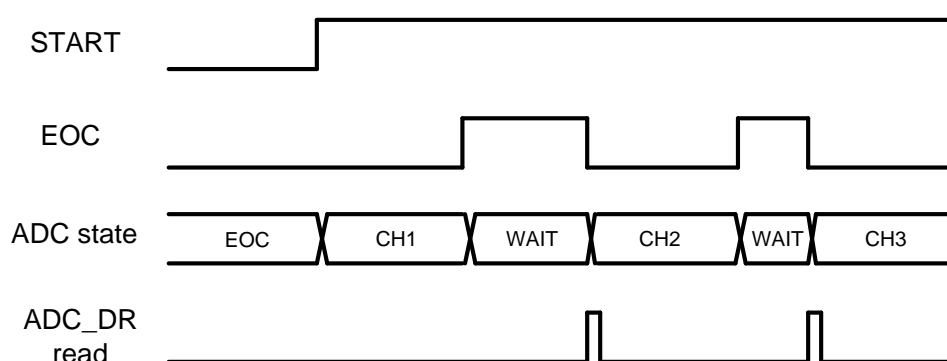 START
EOC
ADC state
EOC CH1 WAIT CH2 WAIT CH3
ADC_DR
read